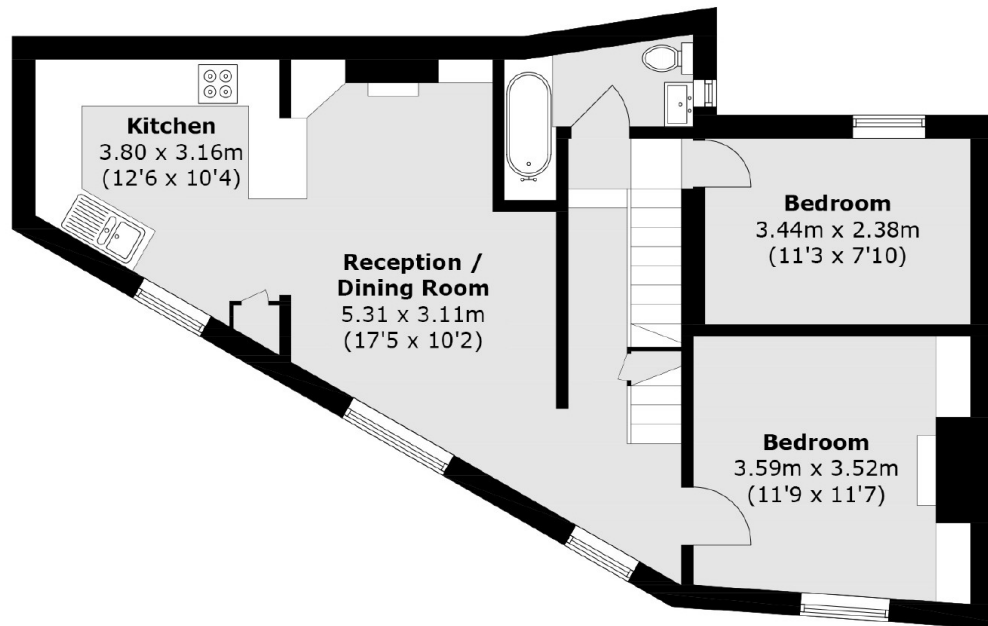 Kitchen
3.80 x 3.16m
(12'6 x 10'4)
Reception /
Dining Room
5.31 x 3.11m
(17'5 x 10'2)
Bedroom
3.44m x 2.38m
(11'3 x 7'10)
Bedroom
3.59m x 3.52m
(11'9 x 11'7)